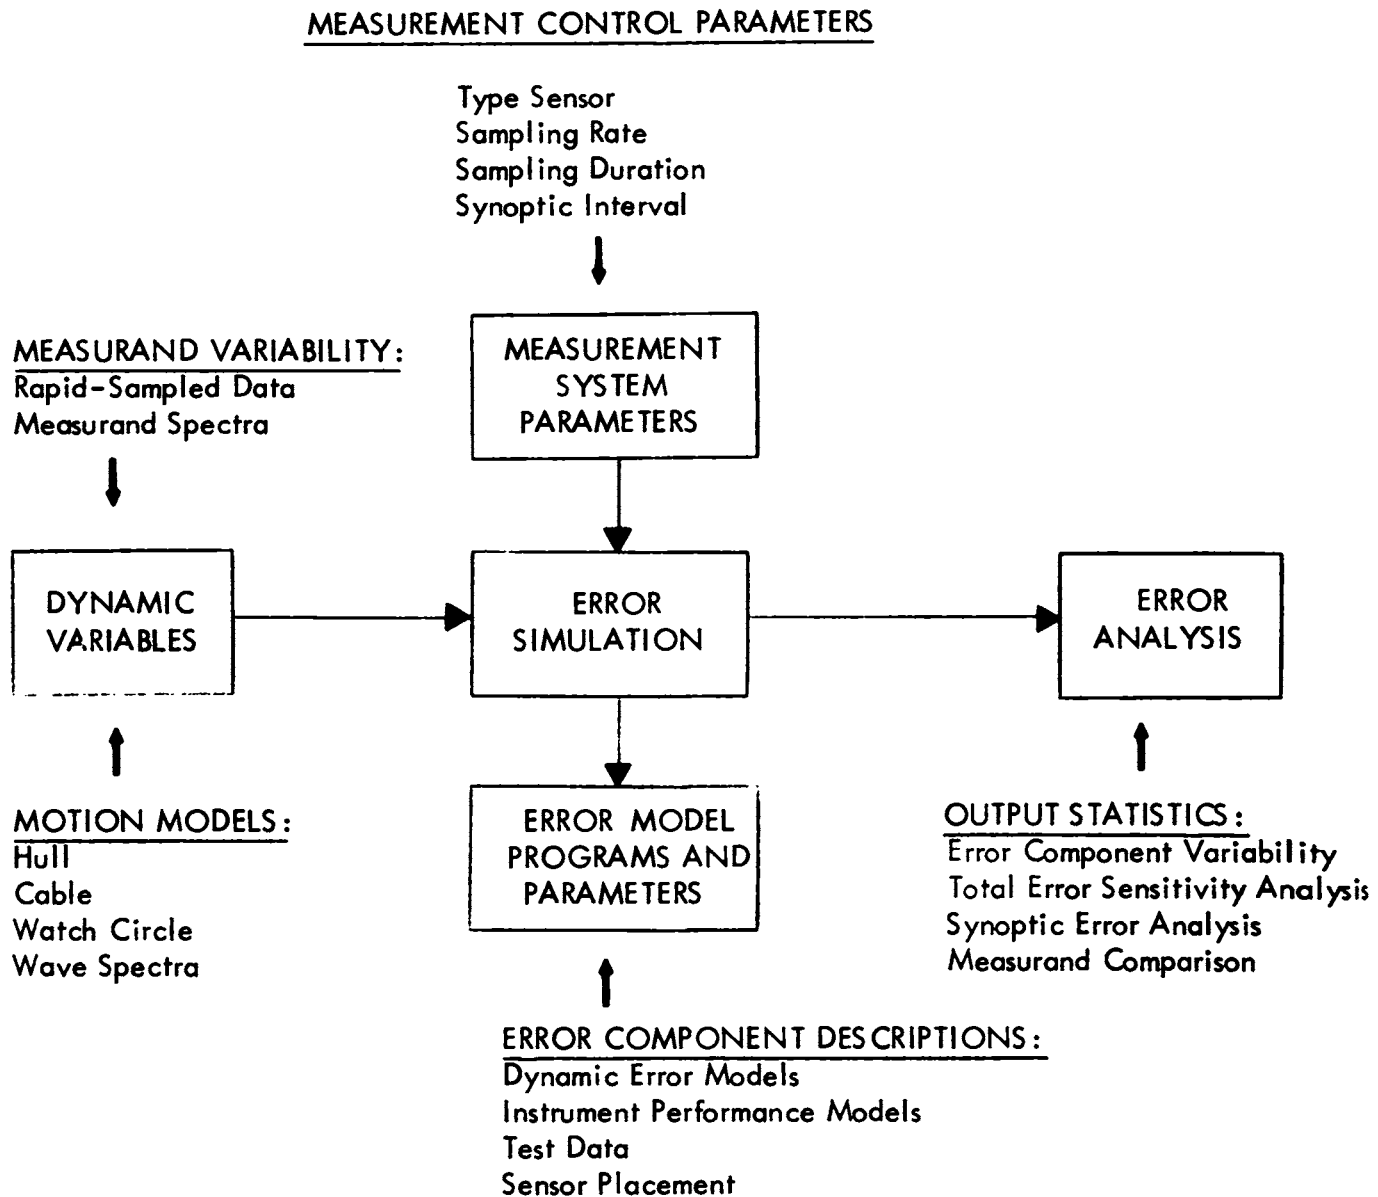 MEASUREMENT CONTROL PARAMETERS
Type Sensor
Sampling Rate
Sampling Duration
Synoptic Interval
MEASURAND VARIABILITY:
Rapid-Sampled Data
Measurand Spectra
MEASUREMENT
SYSTEM
PARAMETERS
DYNAMIC
VARIABLES
ERROR
SIMULATION
ERROR
ANALYSIS
MOTION MODELS:
Hull
Cable
Watch Circle
Wave Spectra
ERROR MODEL
PROGRAMS AND
PARAMETERS
OUTPUT STATISTICS:
Error Component Variability
Total Error Sensitivity Analysis
Synoptic Error Analysis
Measurand Comparison
ERROR COMPONENT DESCRIPTIONS:
Dynamic Error Models
Instrument Performance Models
Test Data
Sensor Placement